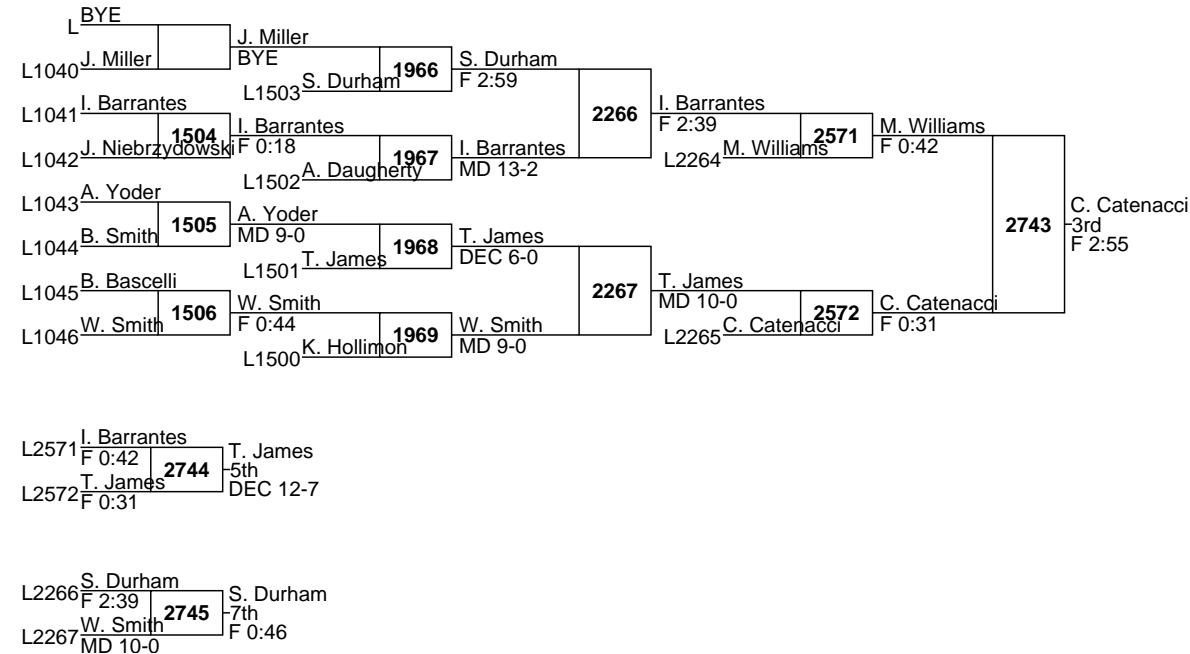 BYE
L
J. Miller
BYE
L1040 J. Miller
1966
S. Durham
F 2:59
L1503 S. Durham
L1041 I. Barrantes
2266
I. Barrantes
F 2:39
1504
I. Barrantes
F 0:18
2571
M. Williams
F 0:42
L1042 J. Niebrzydowski
1967
I. Barrantes
MD 13-2
L2264 M. Williams
L1502 A. Daugherty
L1043 A. Yoder
1505
A. Yoder
MD 9-0
2743
C. Catenacci
3rd
F 2:55
L1044 B. Smith
1968
T. James
DEC 6-0
L1501 T. James
L1045 B. Bascelli
2267
T. James
MD 10-0
1506
W. Smith
F 0:44
2572
C. Catenacci
F 0:31
L1046 W. Smith
1969
W. Smith
MD 9-0
L2265 C. Catenacci
L1500 K. Hollimon
L2571 I. Barrantes
F 0:42
2744
T. James
5th
DEC 12-7
L2572 T. James
F 0:31
L2266 S. Durham
F 2:39
2745
S. Durham
7th
F 0:46
L2267 W. Smith
MD 10-0